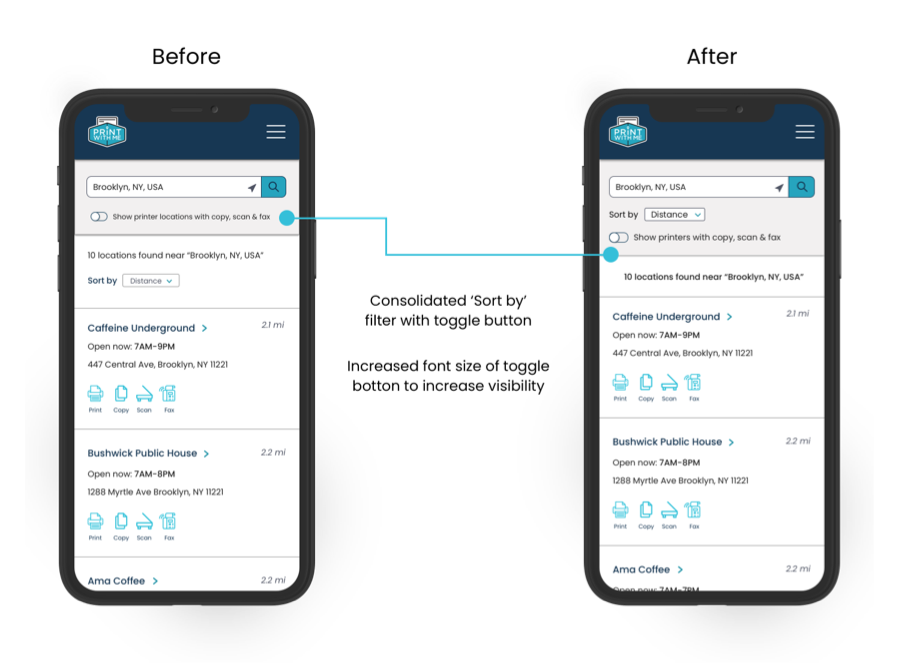 Before
PRINT
WITH ME
Brooklyn, NY, USA
Show printer locations with copy, scan & fax
10 locations found near “Brooklyn, NY, USA”
Sort by Distance
Caffeine Underground > 2.1 mi
Open now: 7AM-9PM
447 Central Ave, Brooklyn, NY 11221
Print Copy Scan Fax
Bushwick Public House > 2.2 mi
Open now: 7AM-8PM
1288 Myrtle Ave Brooklyn, NY 11221
Print Copy Scan Fax
Ama Coffee > 2.2 mi
Consolidated ‘Sort by’
filter with toggle button
Increased font size of toggle
botton to increase visibility
After
PRINT
WITH ME
Brooklyn, NY, USA
Sort by Distance
Show printers with copy, scan & fax
10 locations found near “Brooklyn, NY, USA”
Caffeine Underground > 2.1 mi
Open now: 7AM-9PM
447 Central Ave, Brooklyn, NY 11221
Print Copy Scan Fax
Bushwick Public House > 2.2 mi
Open now: 7AM-8PM
1288 Myrtle Ave Brooklyn, NY 11221
Print Copy Scan Fax
Ama Coffee > 2.2 mi
Open now: 7AM-7PM